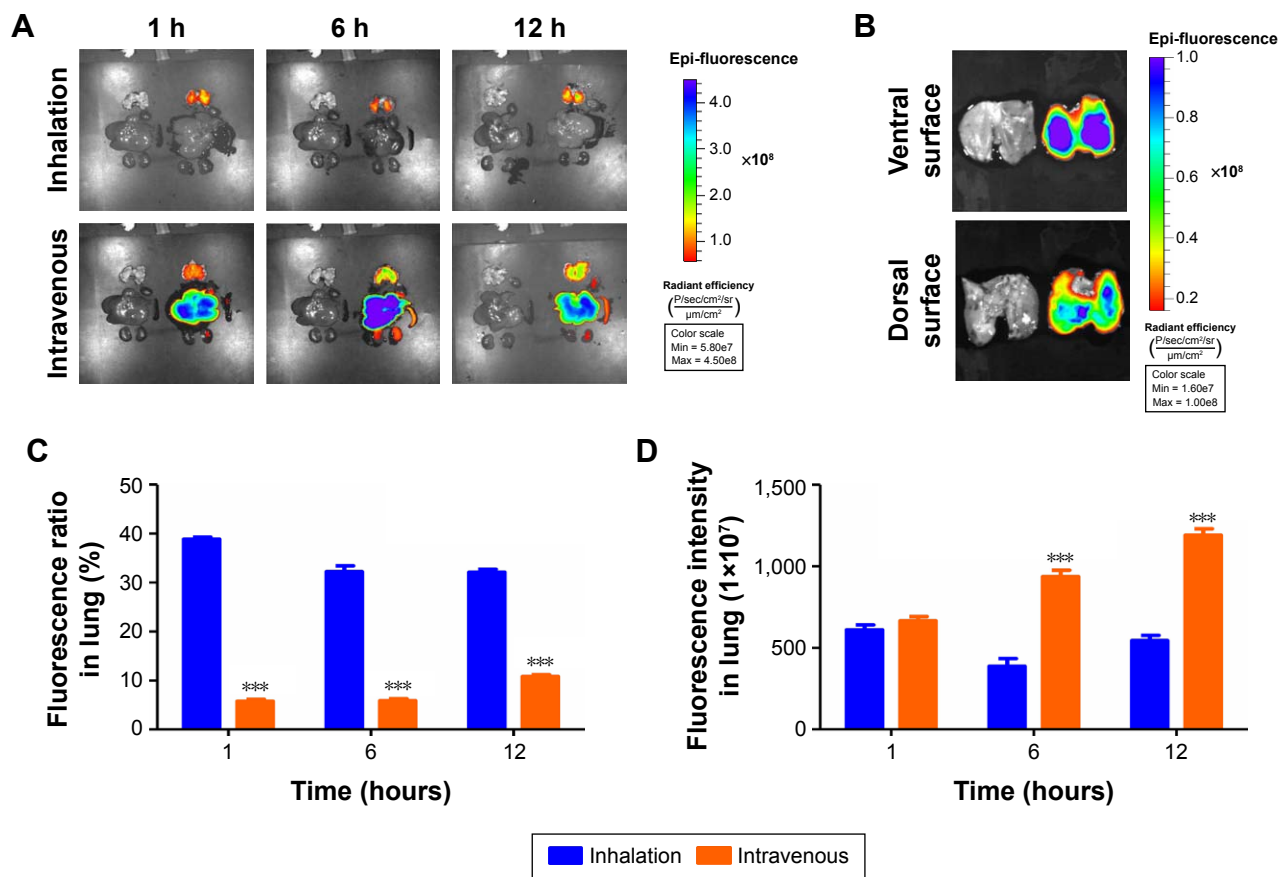 A
1 h
6 h
12 h
Inhalation
Intravenous
Epi-fluorescence
4.0
3.0
2.0
1.0
×10⁸
Radiant efficiency
(P/sec/cm²/sr
μm/cm²)
Color scale
Min = 5.80e7
Max = 4.50e8
B
Ventral
surface
Dorsal
surface
Epi-fluorescence
1.0
0.8
0.6
0.4
0.2
×10⁸
Radiant efficiency
(P/sec/cm²/sr
μm/cm²)
Color scale
Min = 1.60e7
Max = 1.00e8
C
Fluorescence ratio
in lung (%)
50
40
30
20
10
0
***
***
***
1
6
12
Time (hours)
D
Fluorescence intensity
in lung (1×10⁷)
1,500
1,000
500
0
***
***
1
6
12
Time (hours)
Inhalation
Intravenous